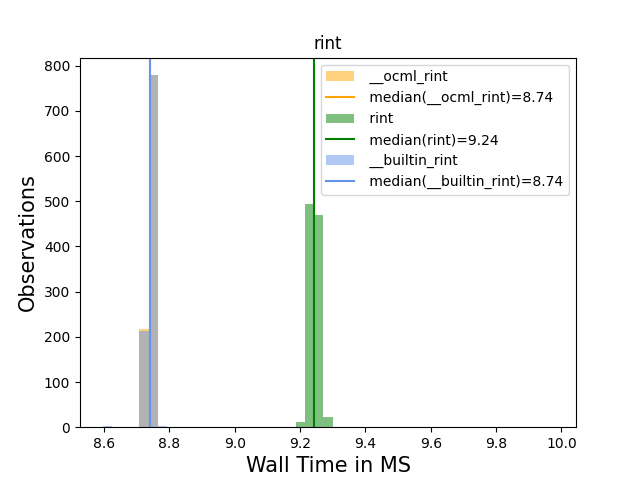 rint
__ocml_rint
median(__ocml_rint)=8.74
rint
median(rint)=9.24
__builtin_rint
median(__builtin_rint)=8.74
800
700
600
500
400
300
200
100
0
Observations
8.6 8.8 9.0 9.2 9.4 9.6 9.8 10.0
Wall Time in MS